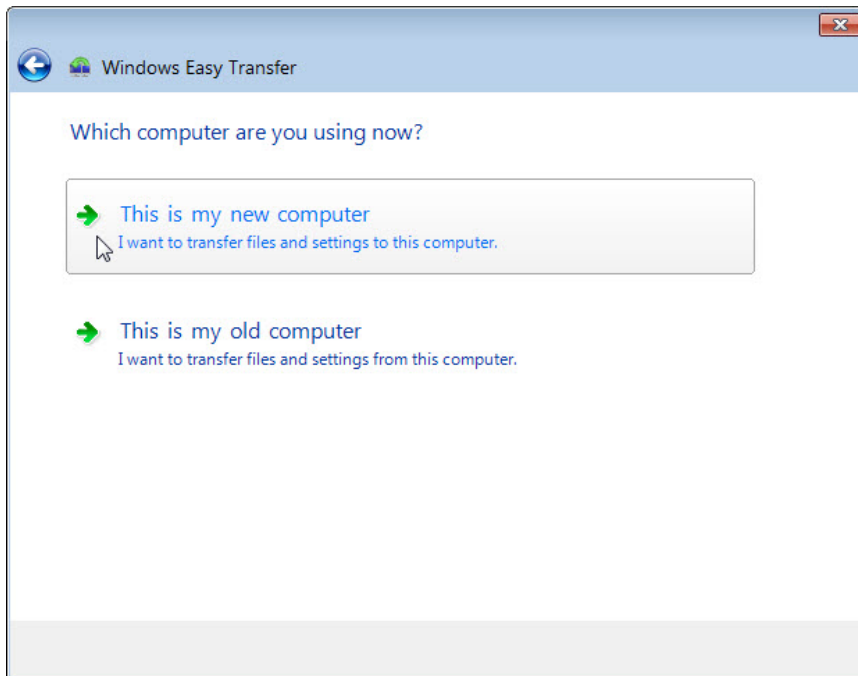 Windows Easy Transfer
Which computer are you using now?
This is my new computer
I want to transfer files and settings to this computer.
This is my old computer
I want to transfer files and settings from this computer.